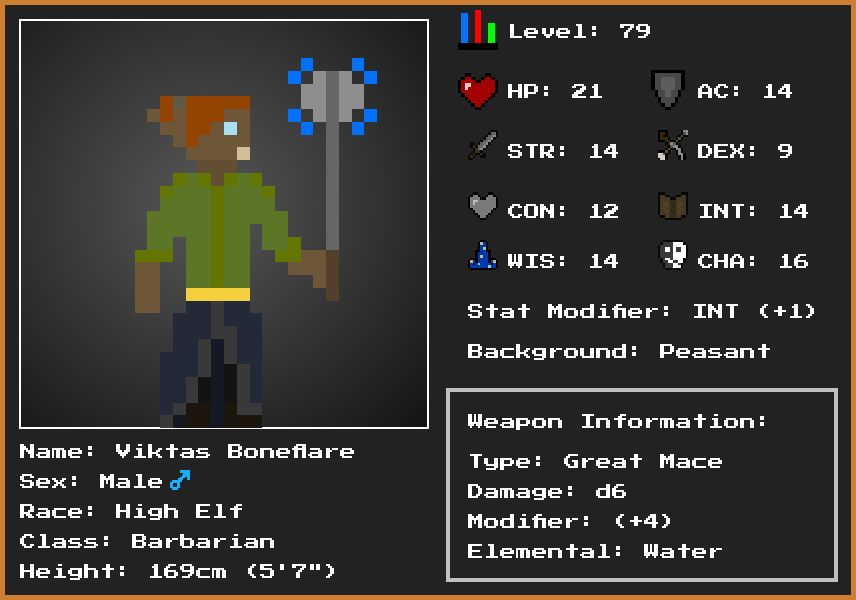 Level: 79
HP: 21 AC: 14
STR: 14 DEX: 9
CON: 12 INT: 14
WIS: 14 CHA: 16
Stat Modifier: INT (+1)
Background: Peasant
Weapon Information:
Type: Great Mace
Damage: d6
Modifier: (+4)
Elemental: Water
Name: Viktas Boneflare
Sex: Male ♂
Race: High Elf
Class: Barbarian
Height: 169cm (5'7")